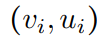 (v_i, u_i)